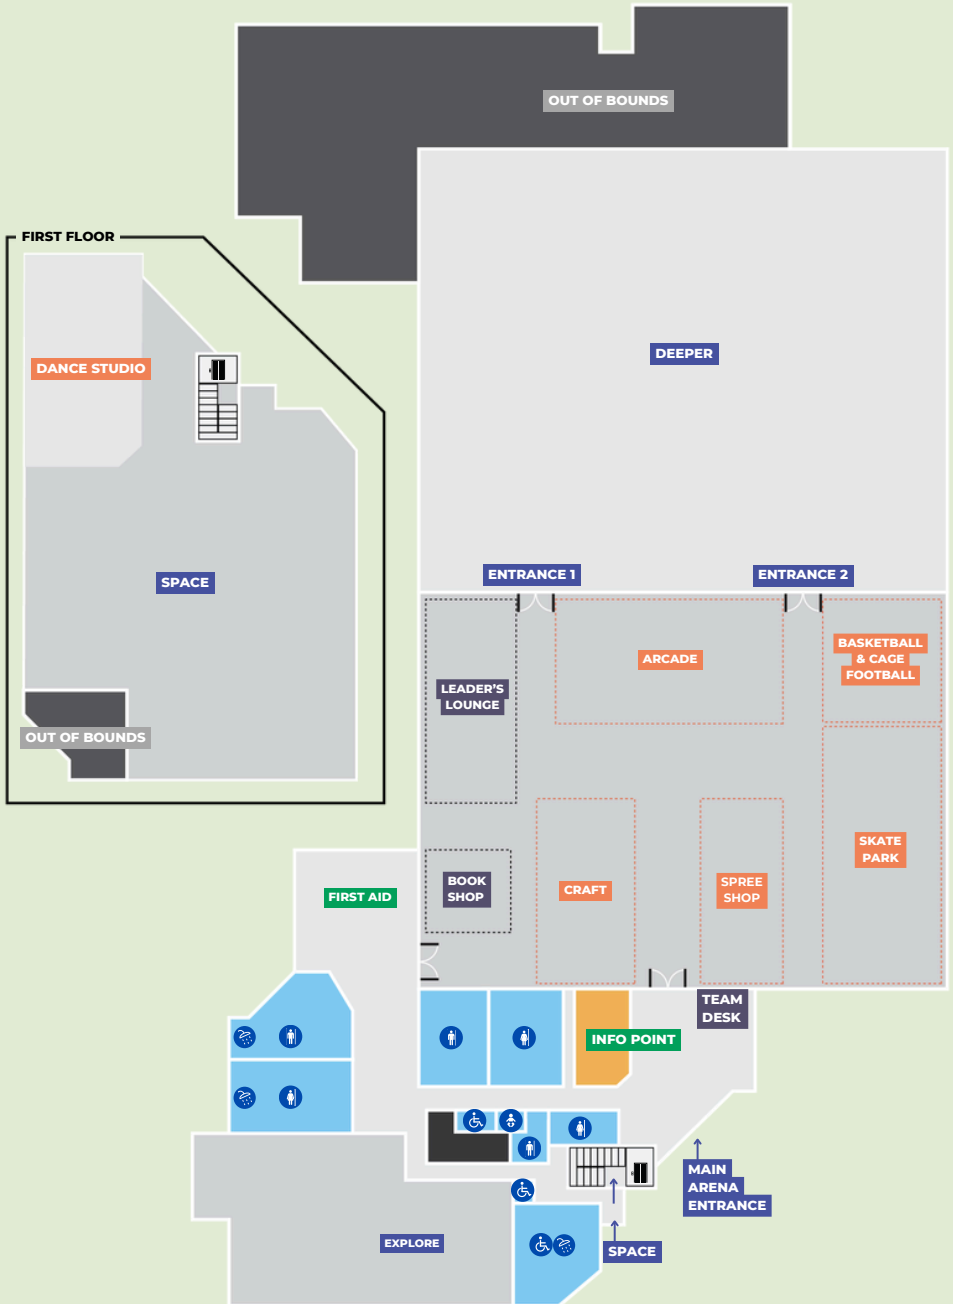 OUT OF BOUNDS
FIRST FLOOR
DANCE STUDIO
DEEPER
SPACE
ENTRANCE 1
ENTRANCE 2
BASKETBALL
& CAGE
FOOTBALL
ARCADE
LEADER'S
LOUNGE
OUT OF BOUNDS
SKATE
PARK
BOOK
SHOP
CRAFT
SPREE
SHOP
FIRST AID
TEAM
DESK
INFO POINT
MAIN
ARENA
ENTRANCE
EXPLORE
SPACE